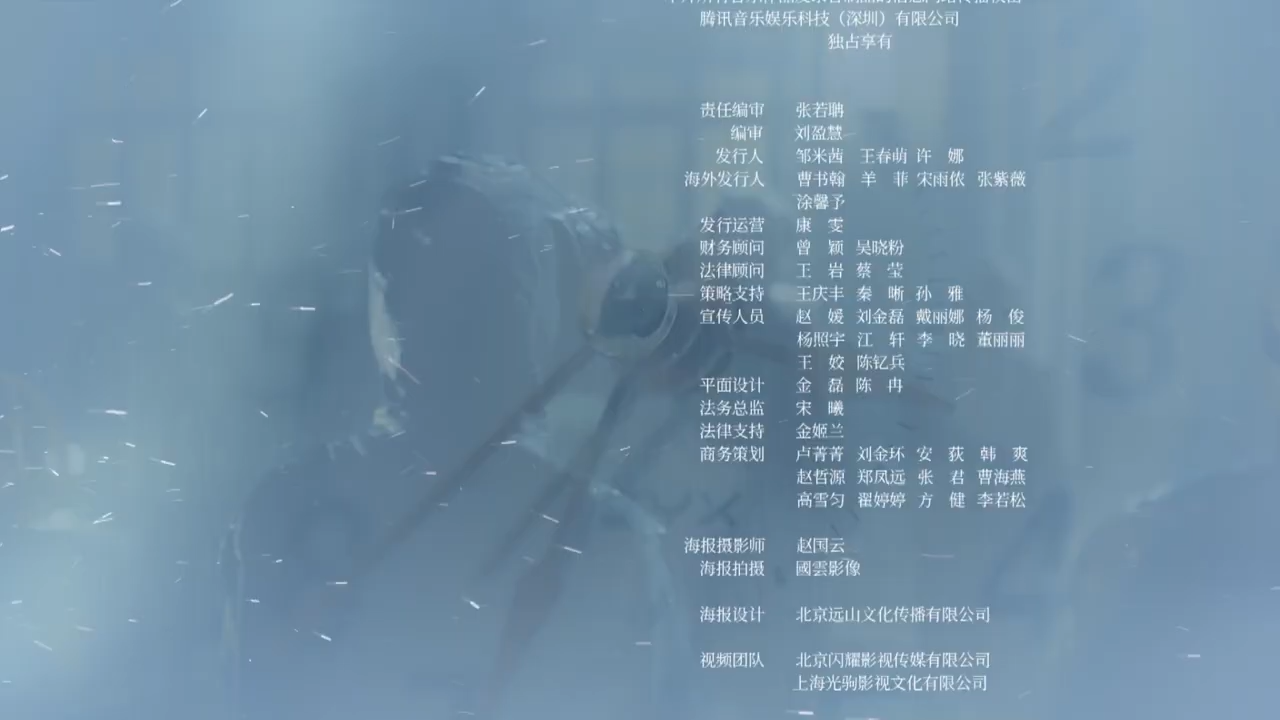 腾讯音乐娱乐科技（深圳）有限公司
独占享有
责任编审 张若聃
编审 刘盈慧
发行人 邹米茜 王春萌 许 娜
海外发行人 曹书翰 羊 菲 宋雨侬 张紫薇
涂馨予
发行运营 康 雯
财务顾问 曾 颖 吴晓粉
法律顾问 王 岩 蔡 莹
策略支持 王庆丰 秦 晰 孙 雅
宣传人员 赵 媛 刘金磊 戴丽娜 杨 俊
杨照宇 江 轩 李 晓 董丽丽
王 姣 陈钇兵
平面设计 金 磊 陈 冉
法务总监 宋 曦
法律支持 金姬兰
商务策划 卢菁菁 刘金环 安 荻 韩 爽
赵哲源 郑凤远 张 君 曹海燕
高雪匀 翟婷婷 方 健 李若松
海报摄影师 赵国云
海报拍摄 國雲影像
海报设计 北京远山文化传播有限公司
视频团队 北京闪耀影视传媒有限公司
上海光驹影视文化有限公司